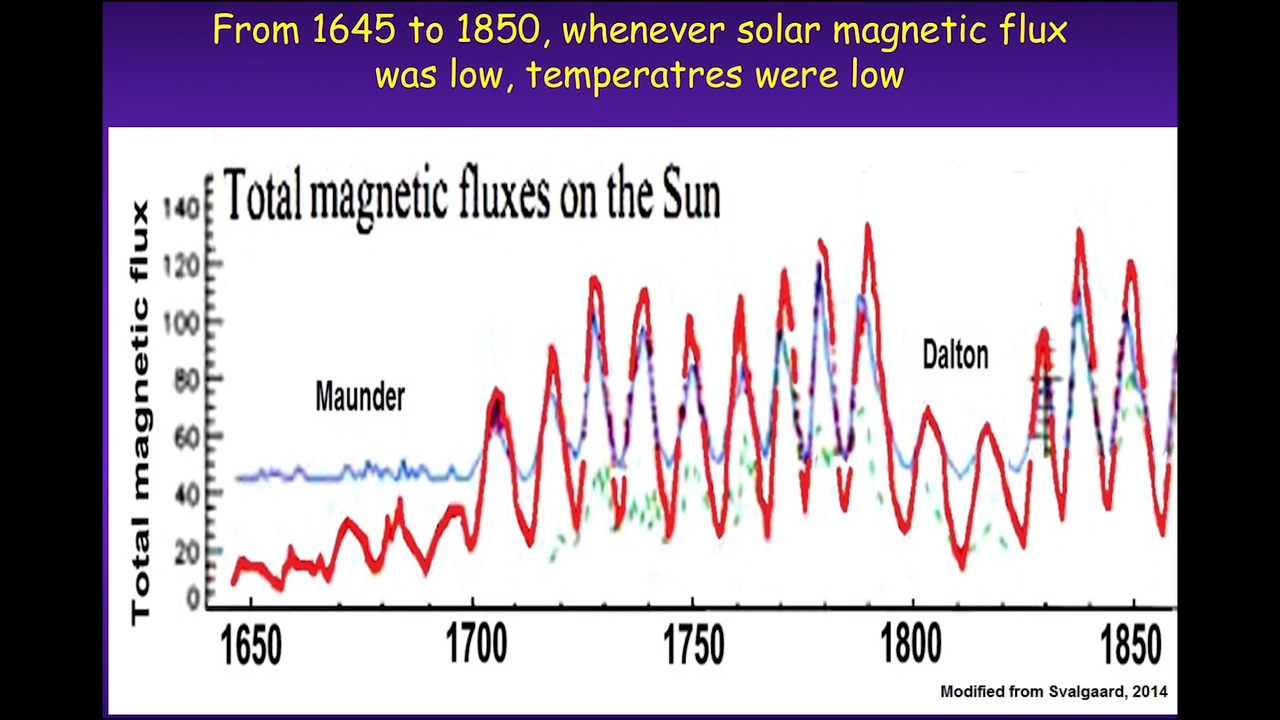 From 1645 to 1850, whenever solar magnetic flux
was low, temperatres were low
Total magnetic fluxes on the Sun
Total magnetic flux
140
120
100
80
60
40
20
0
Maunder
Dalton
1650
1700
1750
1800
1850
Modified from Svalgaard, 2014